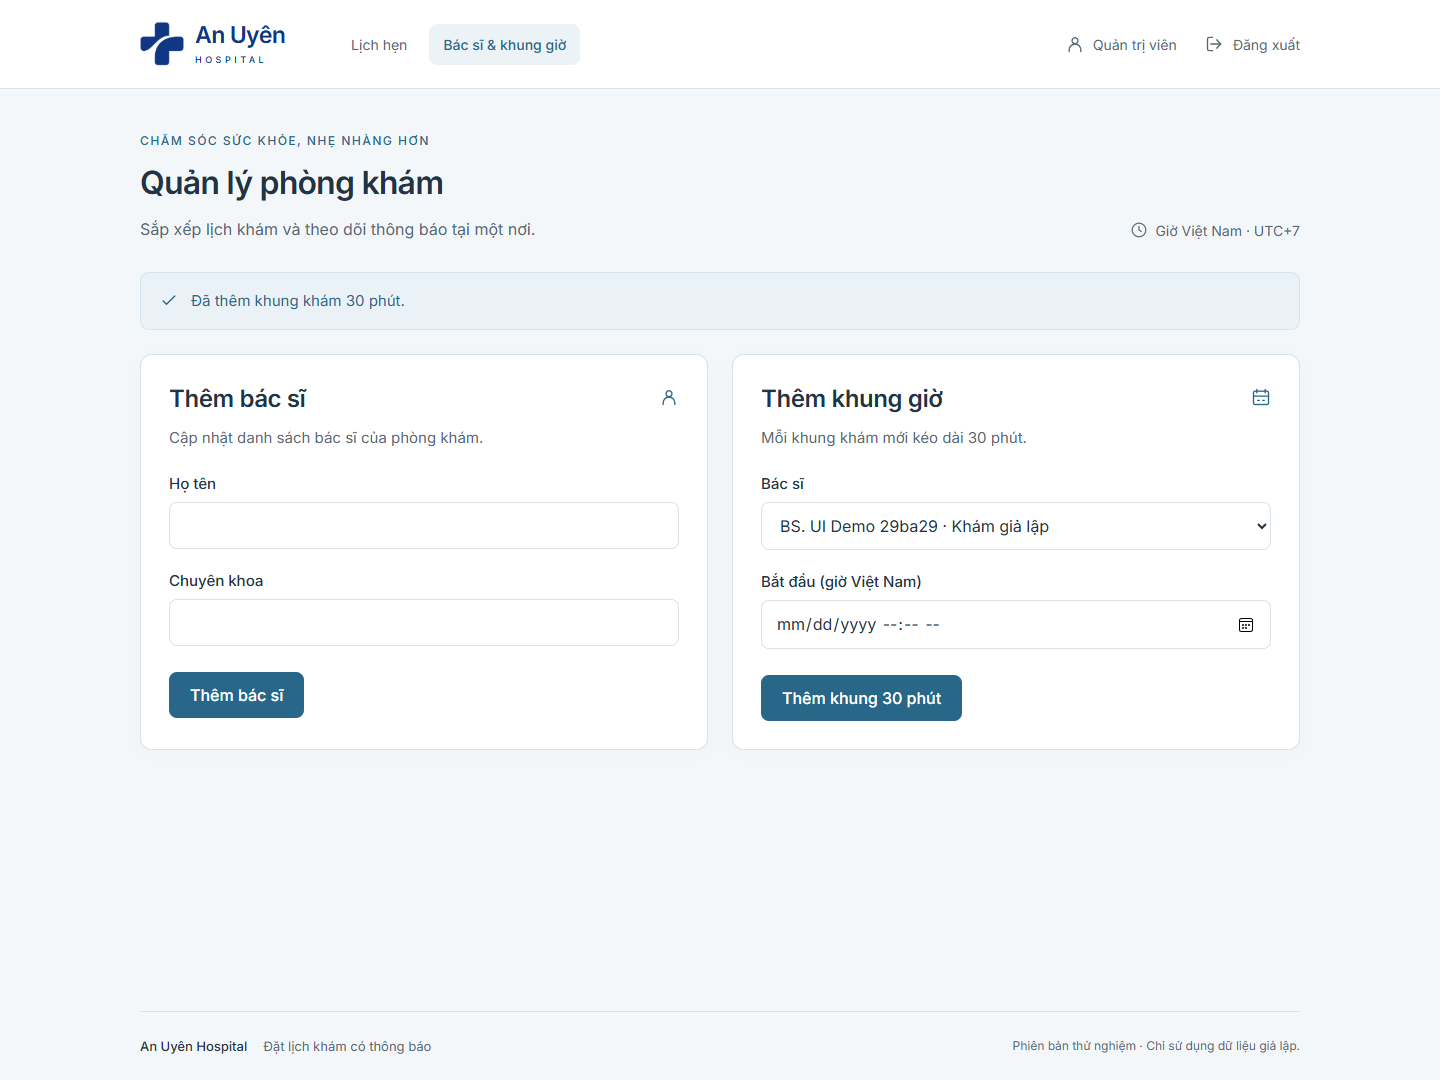 An Uyên
HOSPITAL
Lịch hẹn
Bác sĩ & khung giờ
Quản trị viên
Đăng xuất
CHĂM SÓC SỨC KHỎE, NHẸ NHÀNG HƠN
Quản lý phòng khám
Sắp xếp lịch khám và theo dõi thông báo tại một nơi.
Giờ Việt Nam · UTC+7
Đã thêm khung khám 30 phút.
Thêm bác sĩ
Cập nhật danh sách bác sĩ của phòng khám.
Họ tên
Chuyên khoa
Thêm bác sĩ
Thêm khung giờ
Mỗi khung khám mới kéo dài 30 phút.
Bác sĩ
BS. UI Demo 29ba29 · Khám giả lập
Bắt đầu (giờ Việt Nam)
mm/dd/yyyy --:-- --
Thêm khung 30 phút
An Uyên Hospital
Đặt lịch khám có thông báo
Phiên bản thử nghiệm · Chỉ sử dụng dữ liệu giả lập.